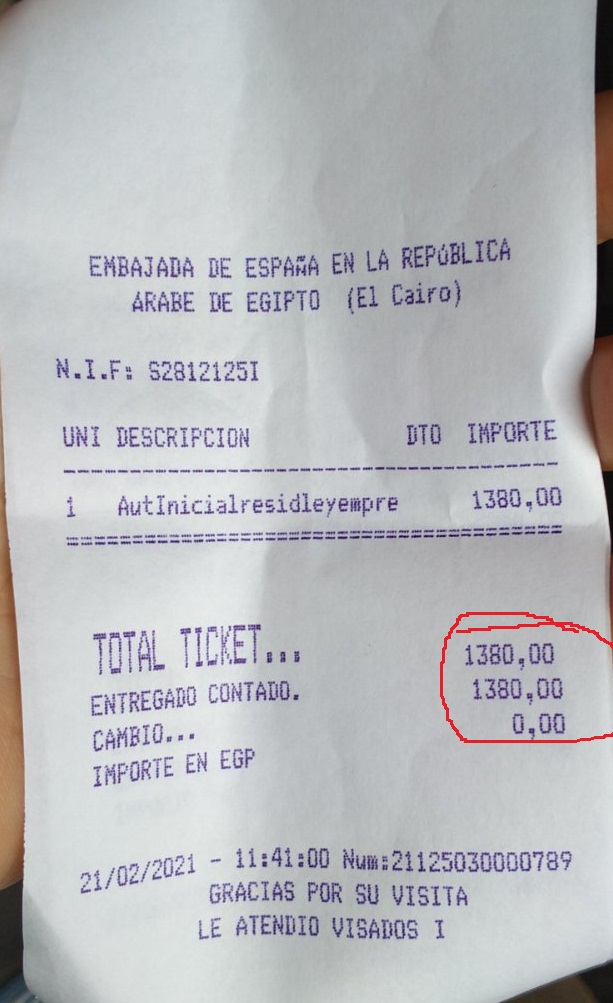 EMBAJADA DE ESPAÑA EN LA REPÚBLICA
ARABE DE EGIPTO (El Cairo)
N.I.F: S2812125I
UNI DESCRIPCION DTO IMPORTE
1 AutInicialresidleyempre 1380,00
TOTAL TICKET... 1380,00
ENTREGADO CONTADO. 1380,00
CAMBIO... 0,00
IMPORTE EN EGP
21/02/2021 - 11:41:00 Num:21125030000789
GRACIAS POR SU VISITA
LE ATENDIO VISADOS I